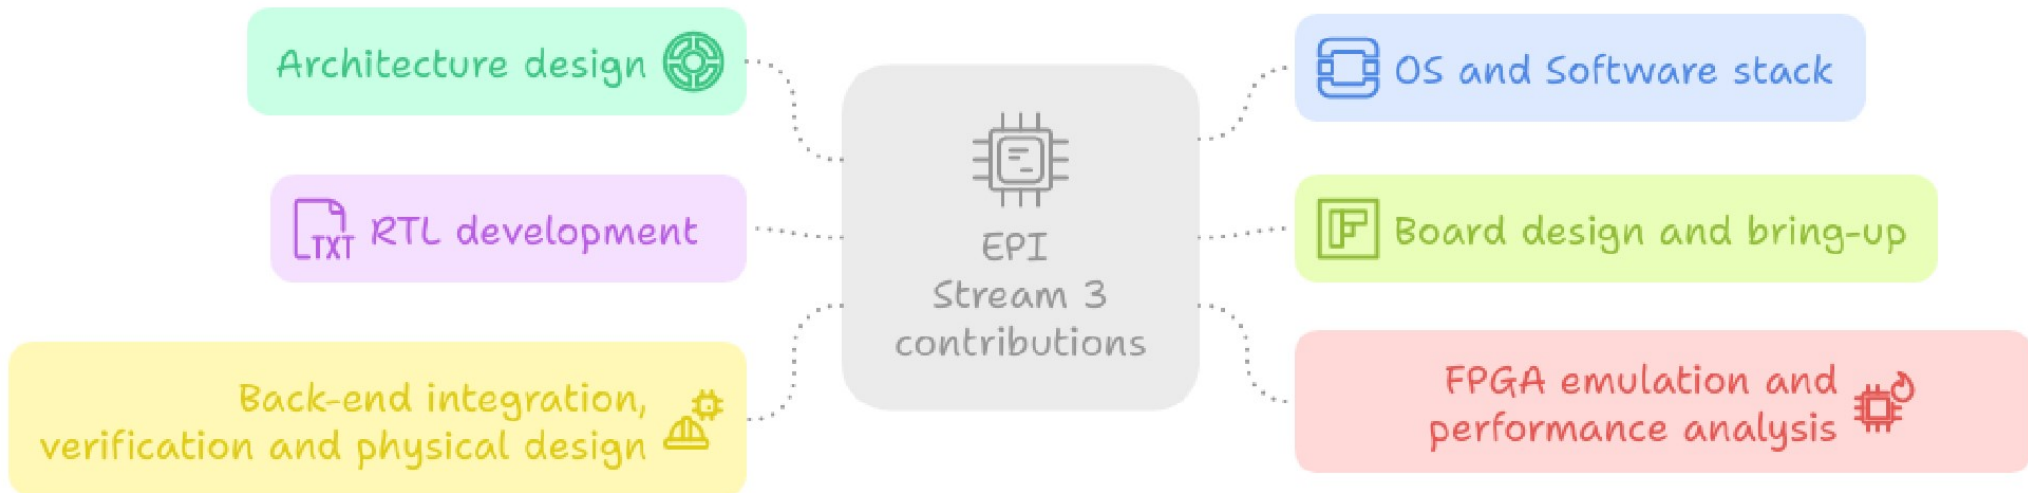 Architecture design
TXT
RTL development
Back-end integration,
verification and physical design
EPI
Stream 3
contributions
OS and Software stack
F
Board design and bring-up
FPGA emulation and
performance analysis